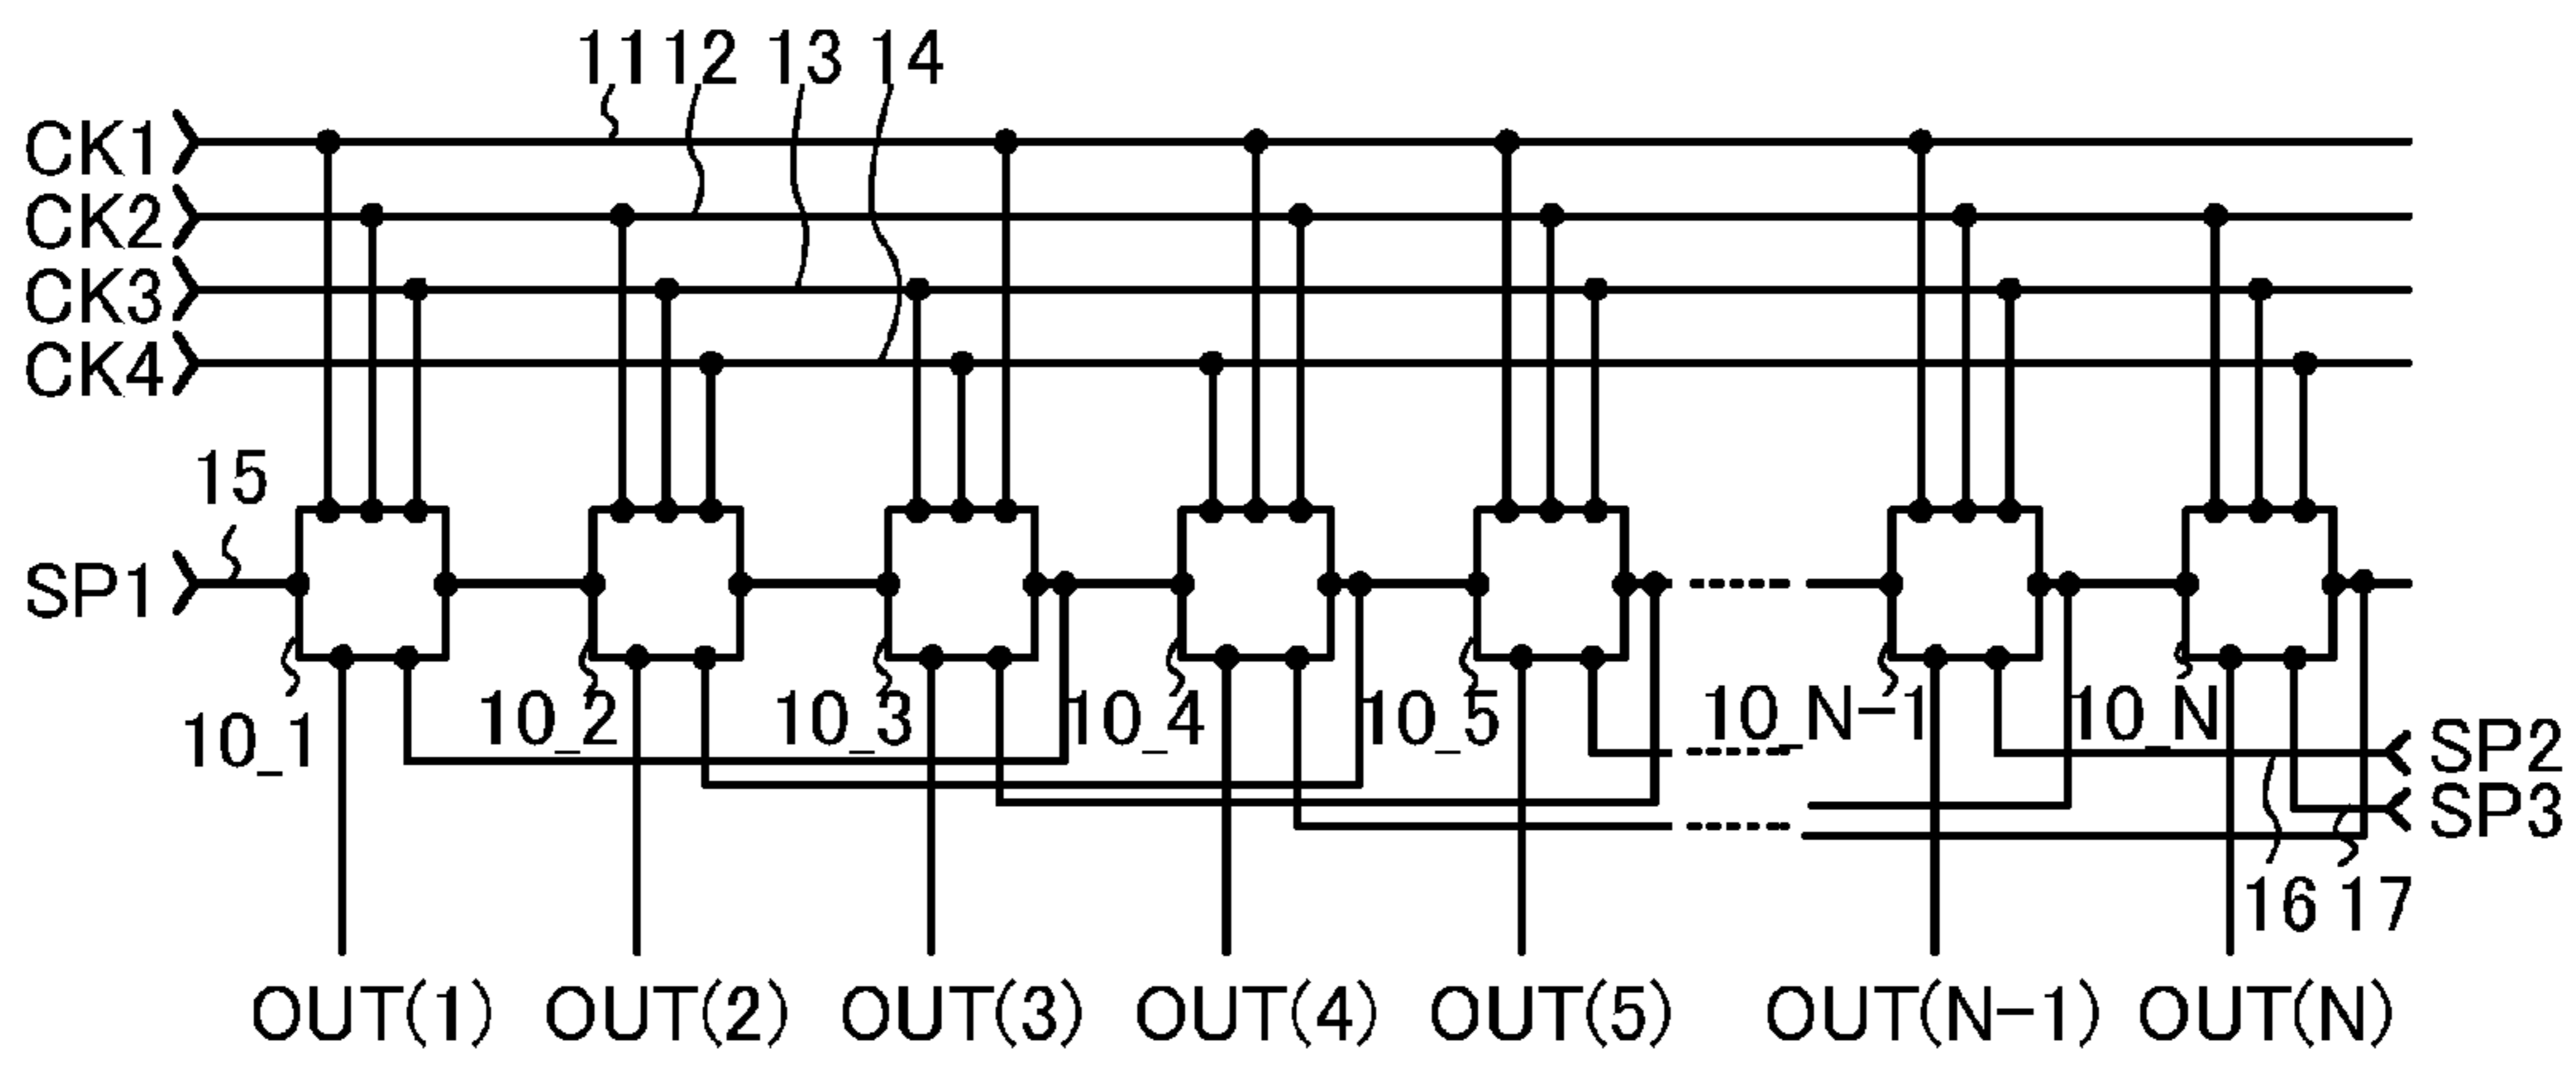 11 12 13 14
CK1
CK2
CK3
CK4
15
SP1
10_1 10_2 10_3 10_4 10_5 10_N-1 10_N
SP2
SP3
16 17
OUT(1) OUT(2) OUT(3) OUT(4) OUT(5) OUT(N-1) OUT(N)